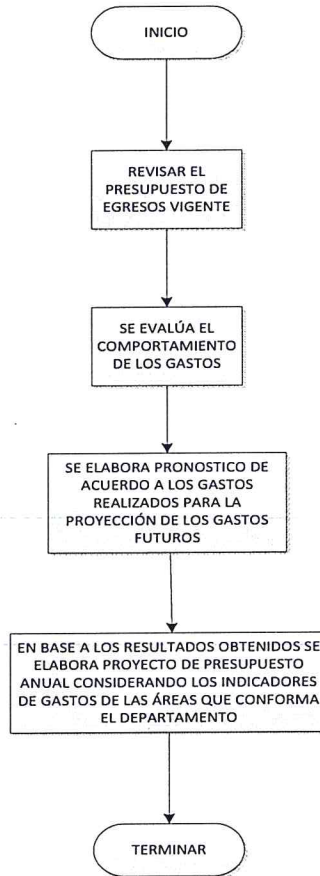 INICIO
REVISAR EL
PRESUPUESTO DE
EGRESOS VIGENTE
SE EVALÚA EL
COMPORTAMIENTO
DE LOS GASTOS
SE ELABORA PRONOSTICO DE
ACUERDO A LOS GASTOS
REALIZADOS PARA LA
PROYECCIÓN DE LOS GASTOS
FUTUROS
EN BASE A LOS RESULTADOS OBTENIDOS SE
ELABORA PROYECTO DE PRESUPUESTO
ANUAL CONSIDERANDO LOS INDICADORES
DE GASTOS DE LAS ÁREAS QUE CONFORMA
EL DEPARTAMENTO
TERMINAR